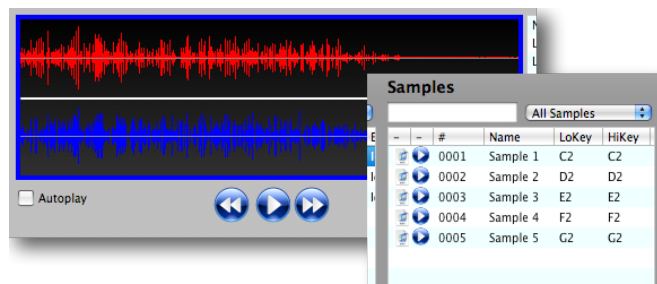 Samples
All Samples
- - # Name LoKey HiKey
0001 Sample 1 C2 C2
0002 Sample 2 D2 D2
0003 Sample 3 E2 E2
0004 Sample 4 F2 F2
0005 Sample 5 G2 G2
Autoplay